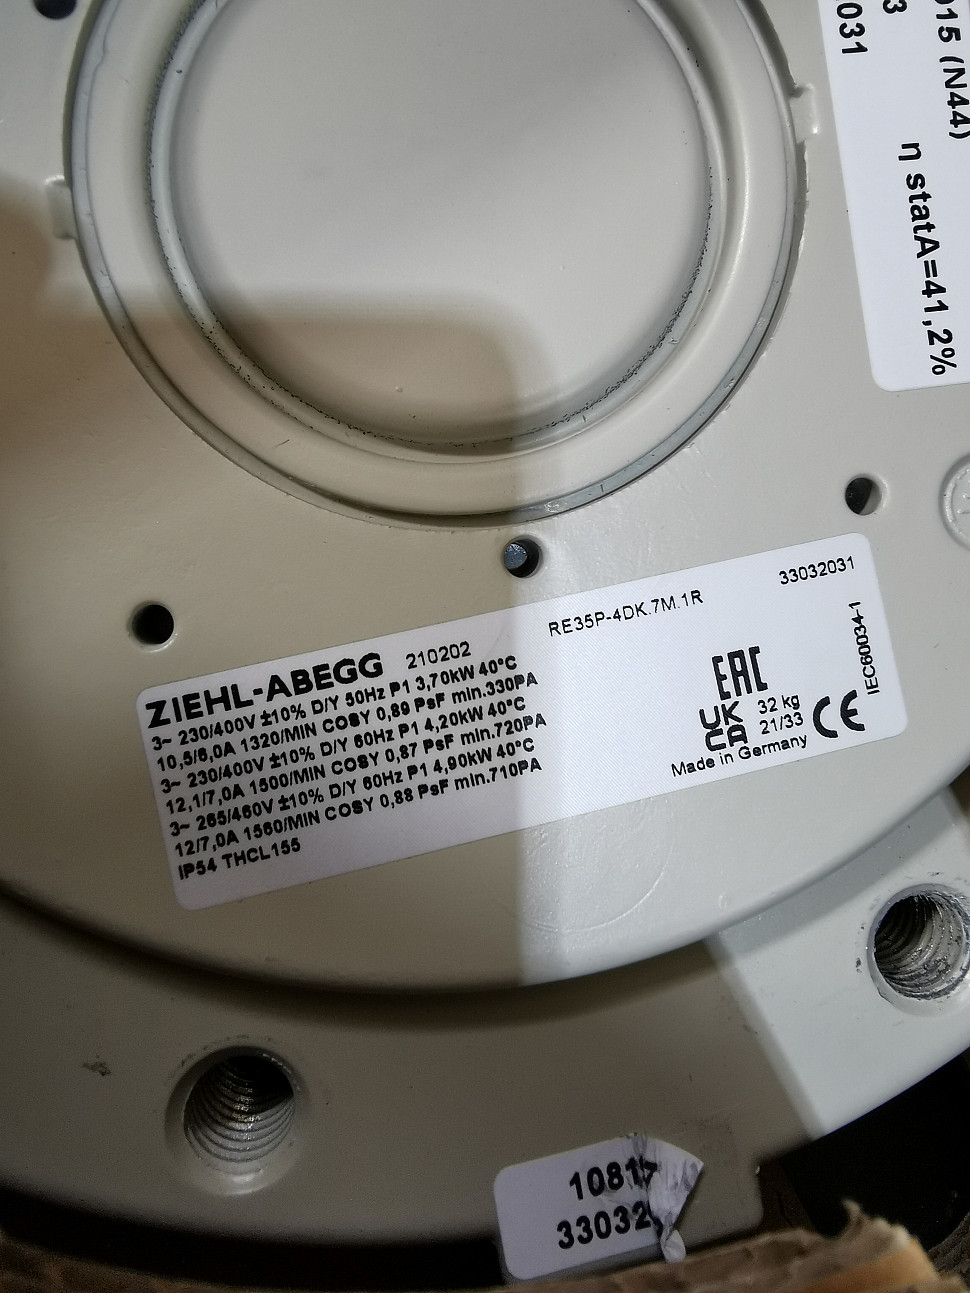 015 (N44)
3
031
n statA=41,2%
RE35P-4DK.7M.1R
33032031
ZIEHL-ABEGG 210202
3~ 230/400V ±10% D/Y 50Hz P1 3,70kW 40°C
10,5/6,0A 1320/MIN COSY 0,89 PsF min.330PA
3~ 230/400V ±10% D/Y 60Hz P1 4,20kW 40°C
12,1/7,0A 1500/MIN COSY 0,87 PsF min.720PA
3~ 265/460V ±10% D/Y 60Hz P1 4,90kW 40°C
12/7,0A 1560/MIN COSY 0,88 PsF min.710PA
IP54 THCL155
EAC
UK
CA
32 kg
21/33
CE
IEC60034-1
Made in Germany
1081
33032